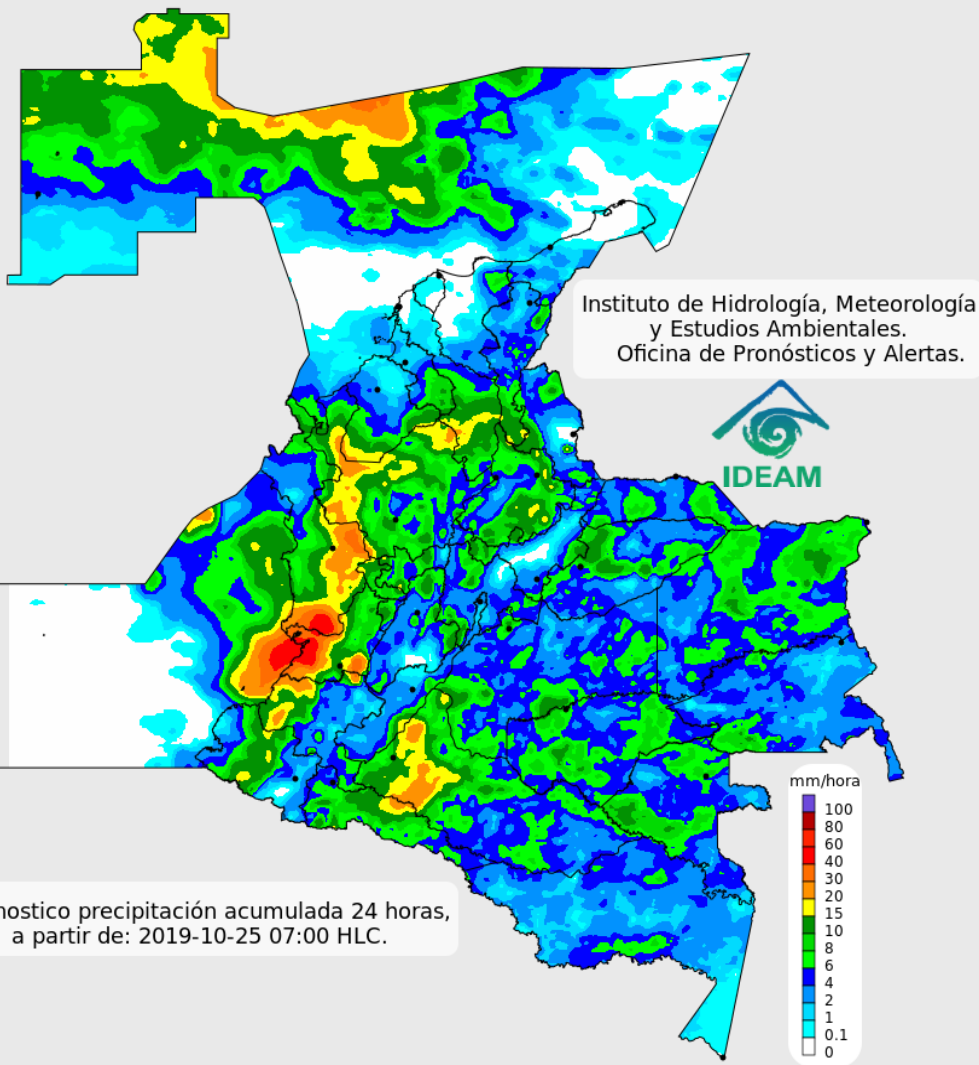 Instituto de Hidrología, Meteorología
y Estudios Ambientales.
Oficina de Pronósticos y Alertas.
IDEAM
mm/hora
100
80
60
40
30
20
15
10
8
6
4
2
1
0.1
0
precipitación acumulada 24 horas,
a partir de: 2019-10-25 07:00 HLC.